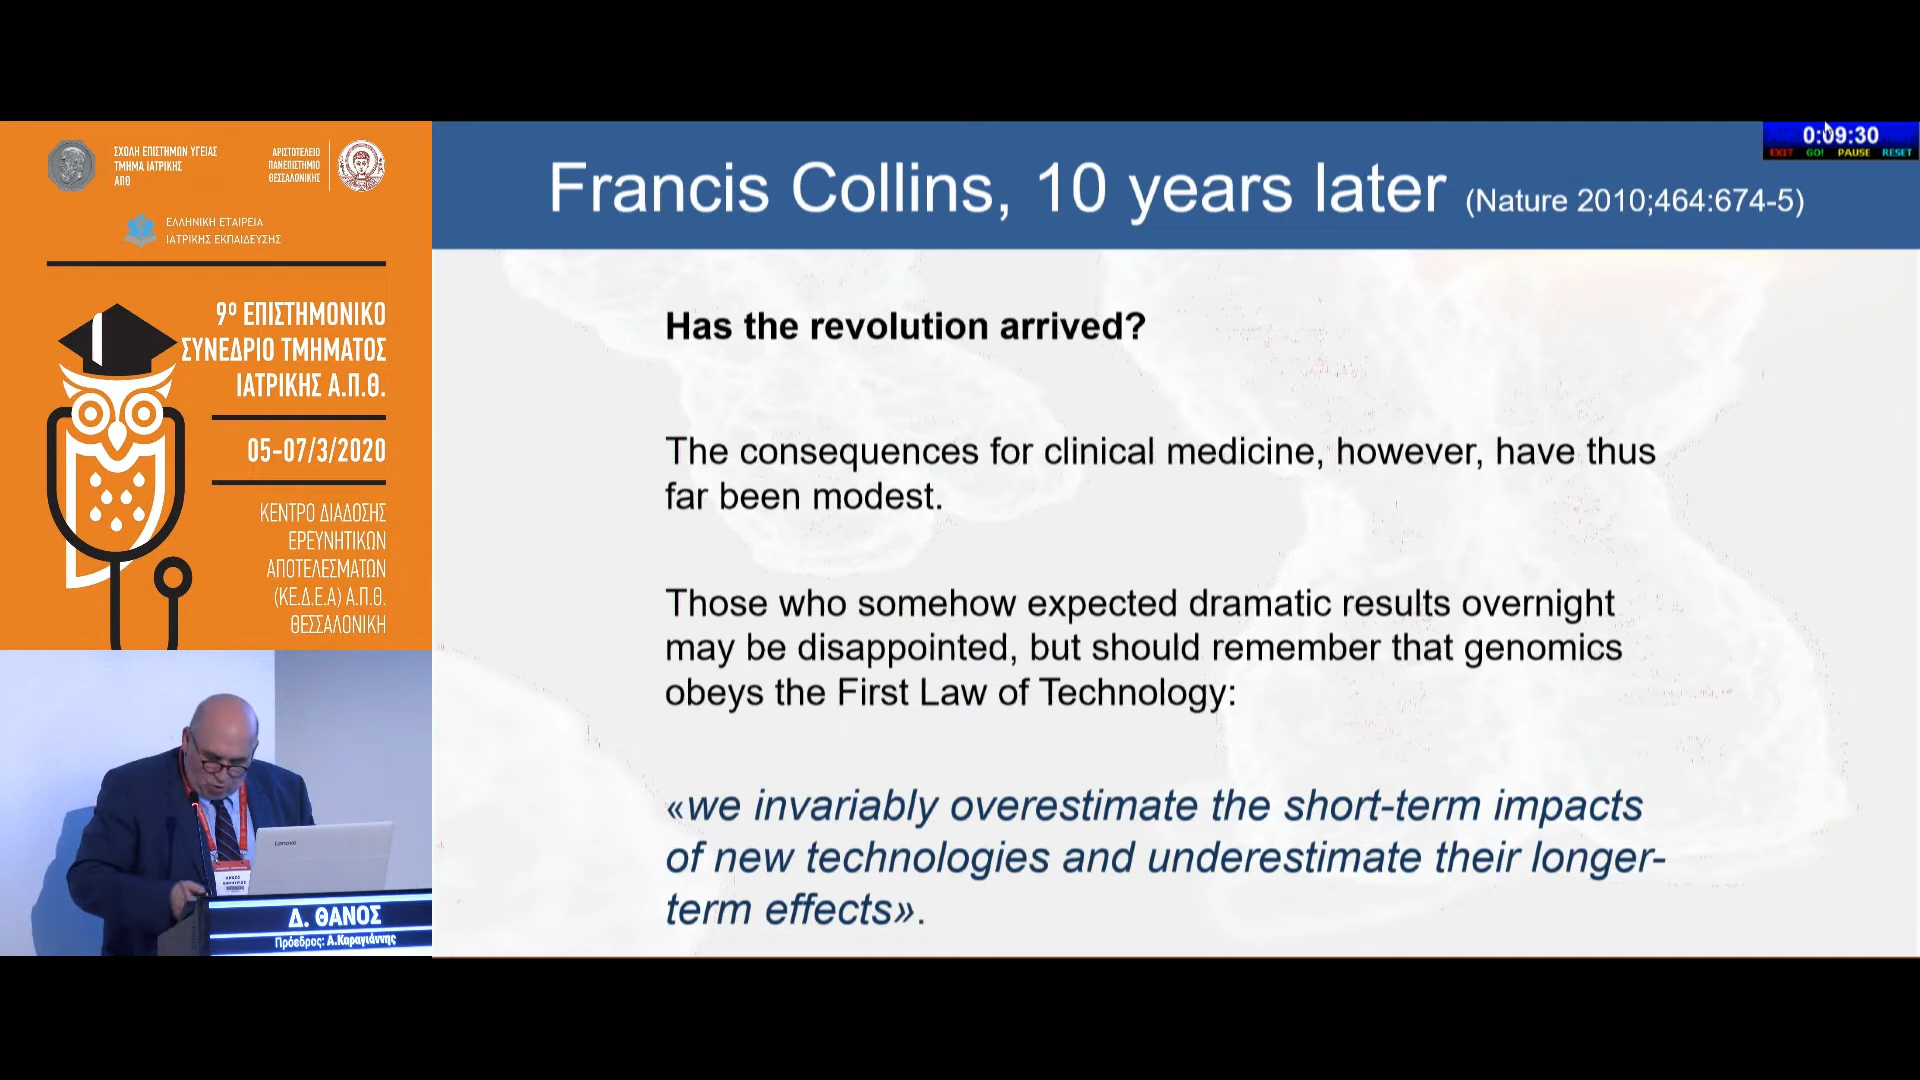 ΣΧΟΛΗ ΕΠΙΣΤΗΜΩΝ ΥΓΕΙΑΣ
ΤΜΗΜΑ ΙΑΤΡΙΚΗΣ
ΑΠΘ
ΑΡΙΣΤΟΤΕΛΕΙΟ
ΠΑΝΕΠΙΣΤΗΜΙΟ
ΘΕΣΣΑΛΟΝΙΚΗΣ
ΕΛΛΗΝΙΚΗ ΕΤΑΙΡΕΙΑ
ΙΑΤΡΙΚΗΣ ΕΚΠΑΙΔΕΥΣΗΣ
9º ΕΠΙΣΤΗΜΟΝΙΚΟ
ΣΥΝΕΔΡΙΟ ΤΜΗΜΑΤΟΣ
ΙΑΤΡΙΚΗΣ Α.Π.Θ.
05-07/3/2020
ΚΕΝΤΡΟ ΔΙΑΔΟΣΗΣ
ΕΡΕΥΝΗΤΙΚΩΝ
ΑΠΟΤΕΛΕΣΜΑΤΩΝ
(ΚΕ.Δ.Ε.Α) Α.Π.Θ.
ΘΕΣΣΑΛΟΝΙΚΗ
Lenovo
Δ. ΘΑΝΟΣ
Πρόεδρος: Α.Καραγιάννης
Francis Collins, 10 years later (Nature 2010;464:674-5)
0:09:30
EXIT GO! PAUSE RESET
Has the revolution arrived?
The consequences for clinical medicine, however, have thus
far been modest.
Those who somehow expected dramatic results overnight
may be disappointed, but should remember that genomics
obeys the First Law of Technology:
«we invariably overestimate the short-term impacts
of new technologies and underestimate their longer-
term effects».